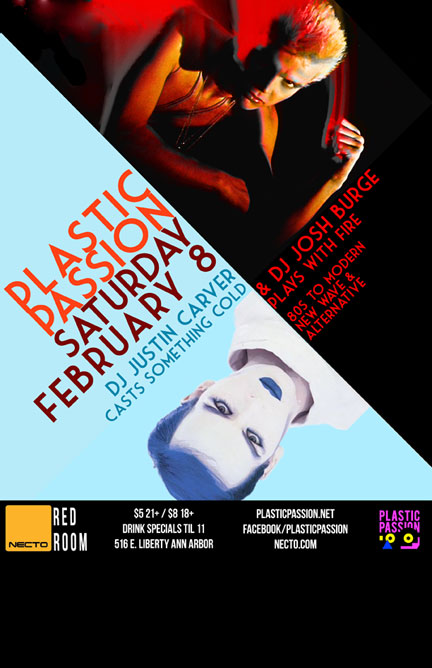 PLASTIC
PASSION
SATURDAY
FEBRUARY 8
DJ JUSTIN CARVER
CASTS SOMETHING COLD
& DJ JOSH BURGE
PLAYS WITH FIRE
80S TO MODERN
NEW WAVE &
ALTERNATIVE
NECTO
RED
ROOM
$5 21+ / $8 18+
DRINK SPECIALS TIL 11
516 E. LIBERTY ANN ARBOR
PLASTICPASSION.NET
FACEBOOK/PLASTICPASSION
NECTO.COM
PLASTIC
PASSION